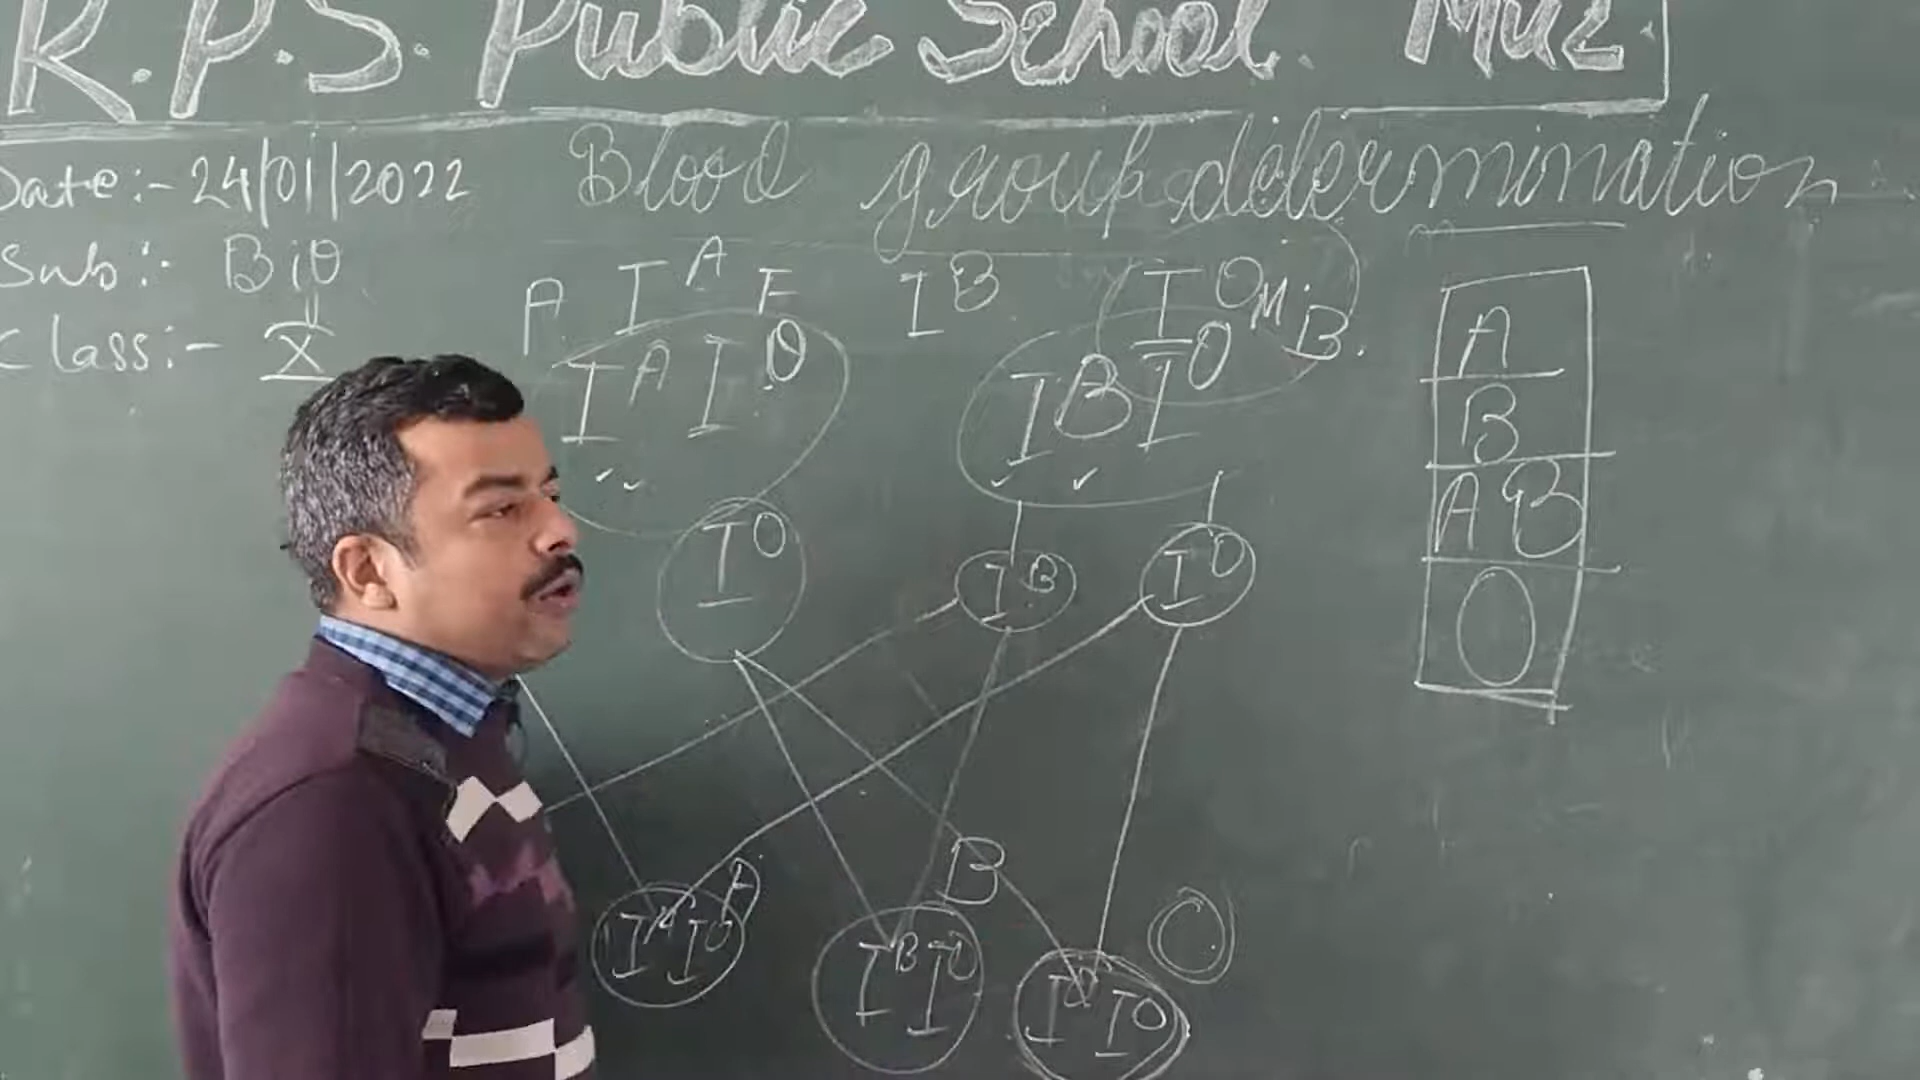 R.P.S. Public School. Muz.
Date:- 24/01/2022
Blood group determination
Sub:- Bio
Class:- X
I^A I^B I^O
A. F M. B.
I^A I^O I^B I^O
I^O I^B I^O
A
B
AB
O
A B O
I^A I^O I^B I^O I^O I^O